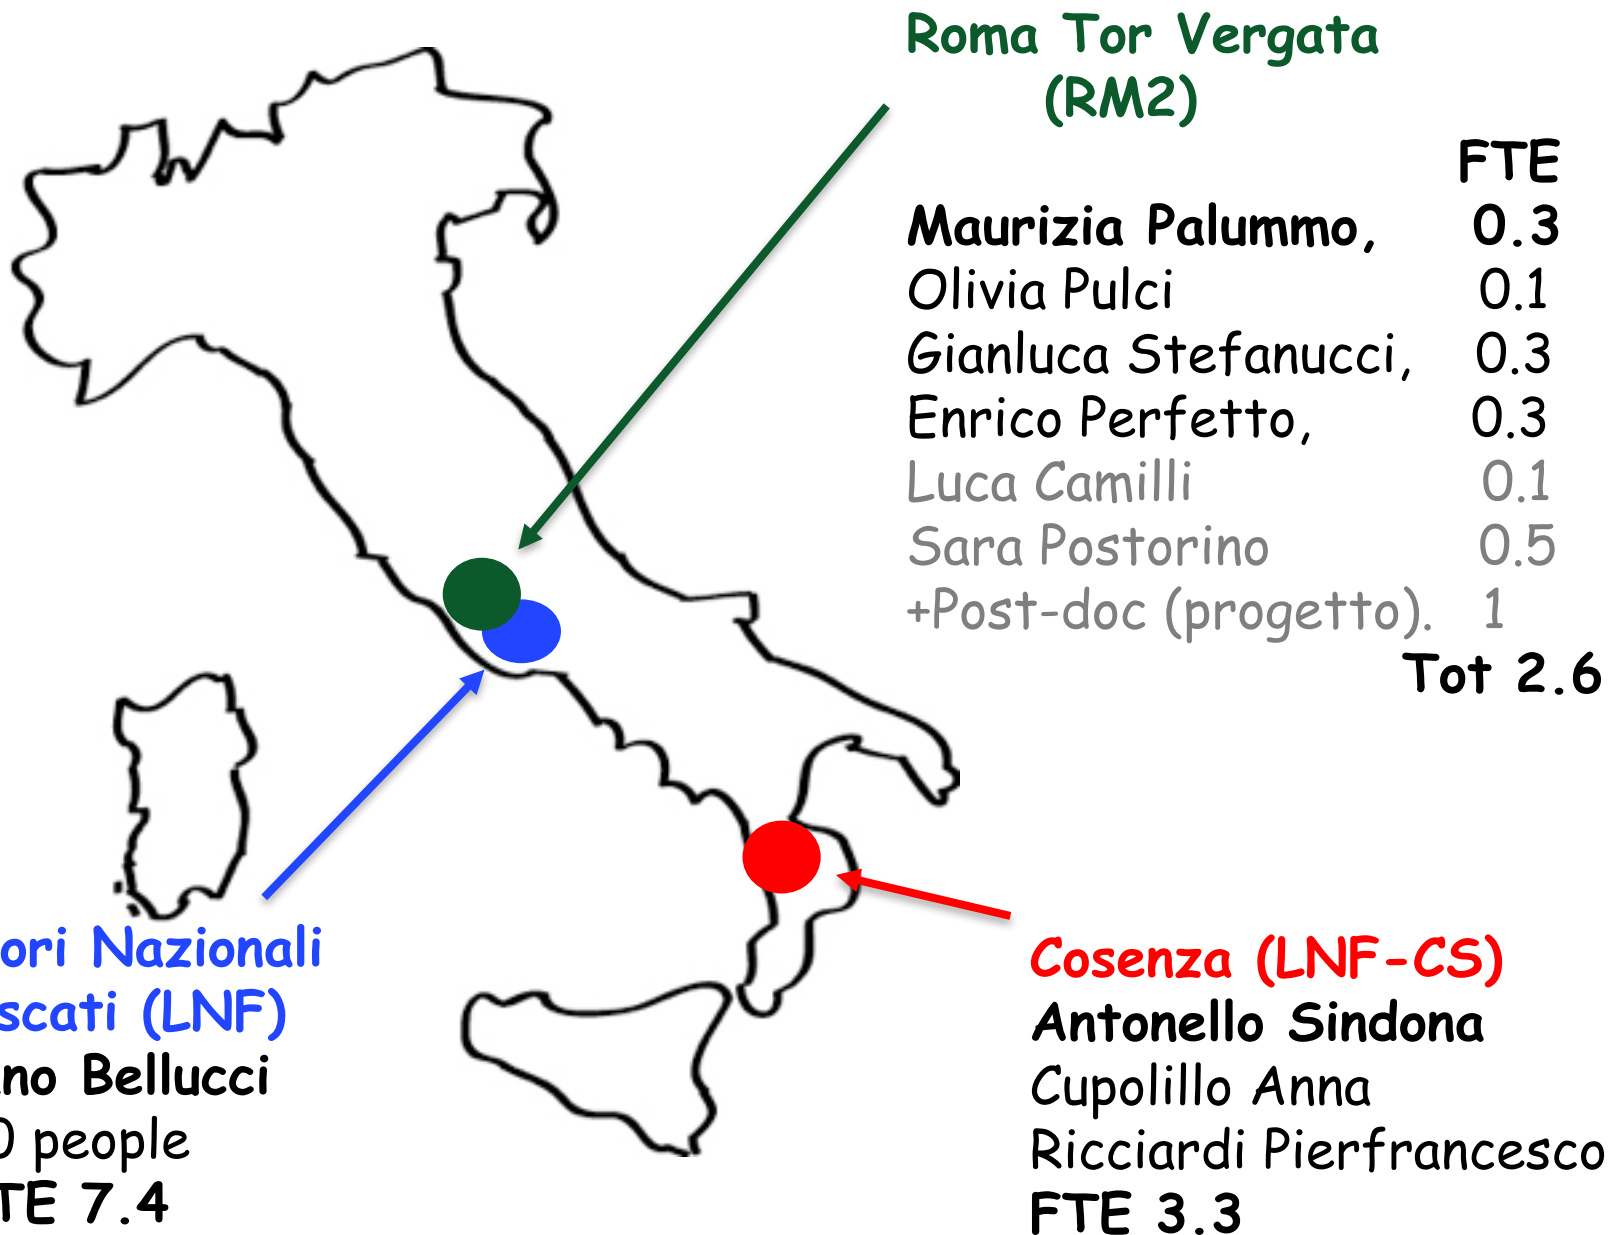 Roma Tor Vergata
(RM2)
FTE
Maurizia Palummo, 0.3
Olivia Pulci 0.1
Gianluca Stefanucci, 0.3
Enrico Perfetto, 0.3
Luca Camilli 0.1
Sara Postorino 0.5
+Post-doc (progetto). 1
Tot 2.6
ori Nazionali
scati (LNF)
no Bellucci
0 people
TE 7.4
Cosenza (LNF-CS)
Antonello Sindona
Cupolillo Anna
Ricciardi Pierfrancesco
FTE 3.3